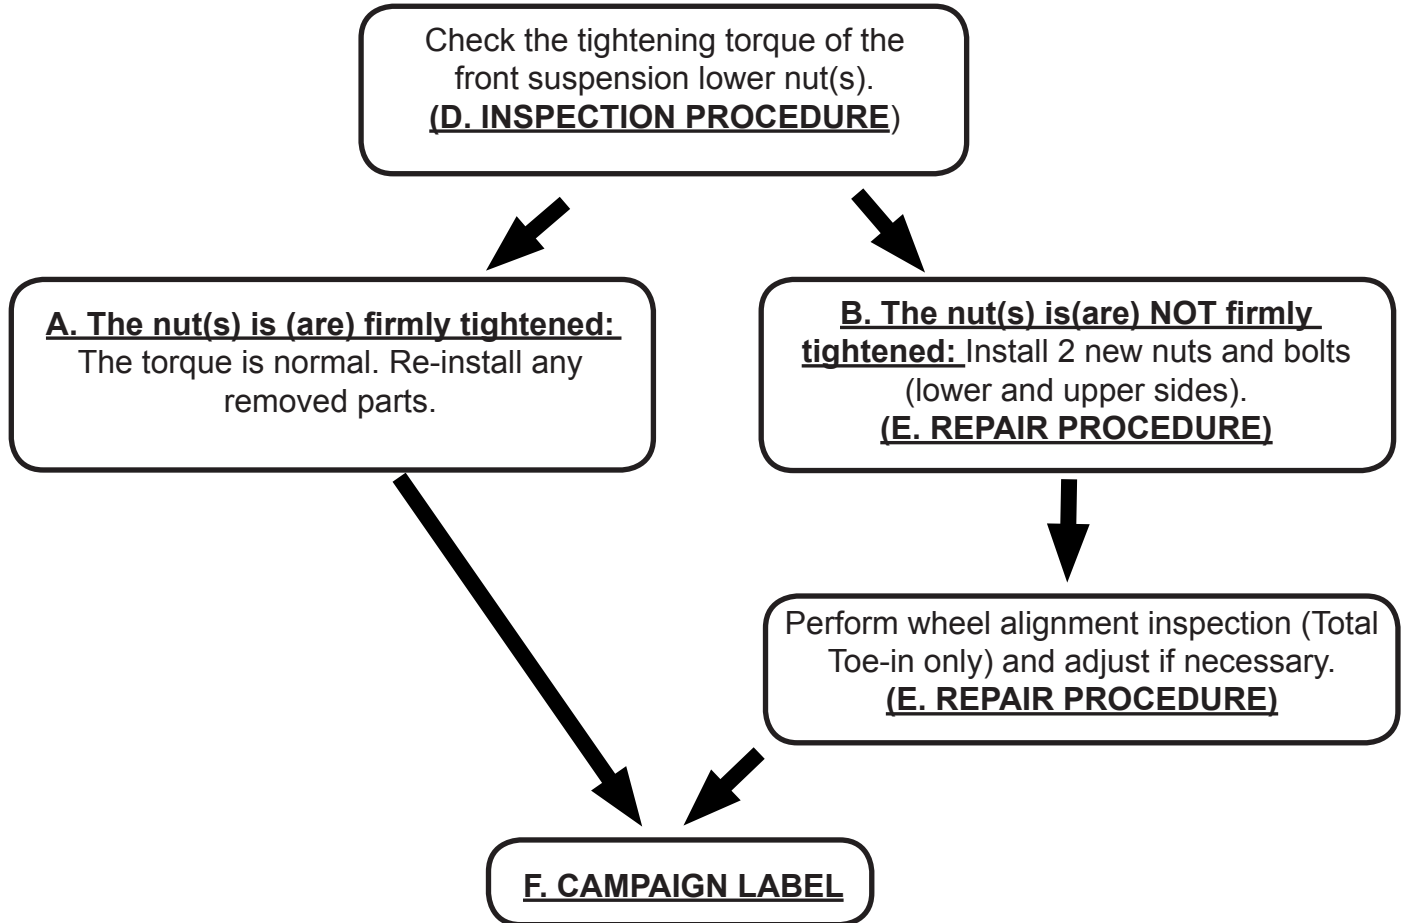 Check the tightening torque of the
front suspension lower nut(s).
(D. INSPECTION PROCEDURE)
A. The nut(s) is (are) firmly tightened:
The torque is normal. Re-install any
removed parts.
B. The nut(s) is(are) NOT firmly
tightened: Install 2 new nuts and bolts
(lower and upper sides).
(E. REPAIR PROCEDURE)
Perform wheel alignment inspection (Total
Toe-in only) and adjust if necessary.
(E. REPAIR PROCEDURE)
F. CAMPAIGN LABEL